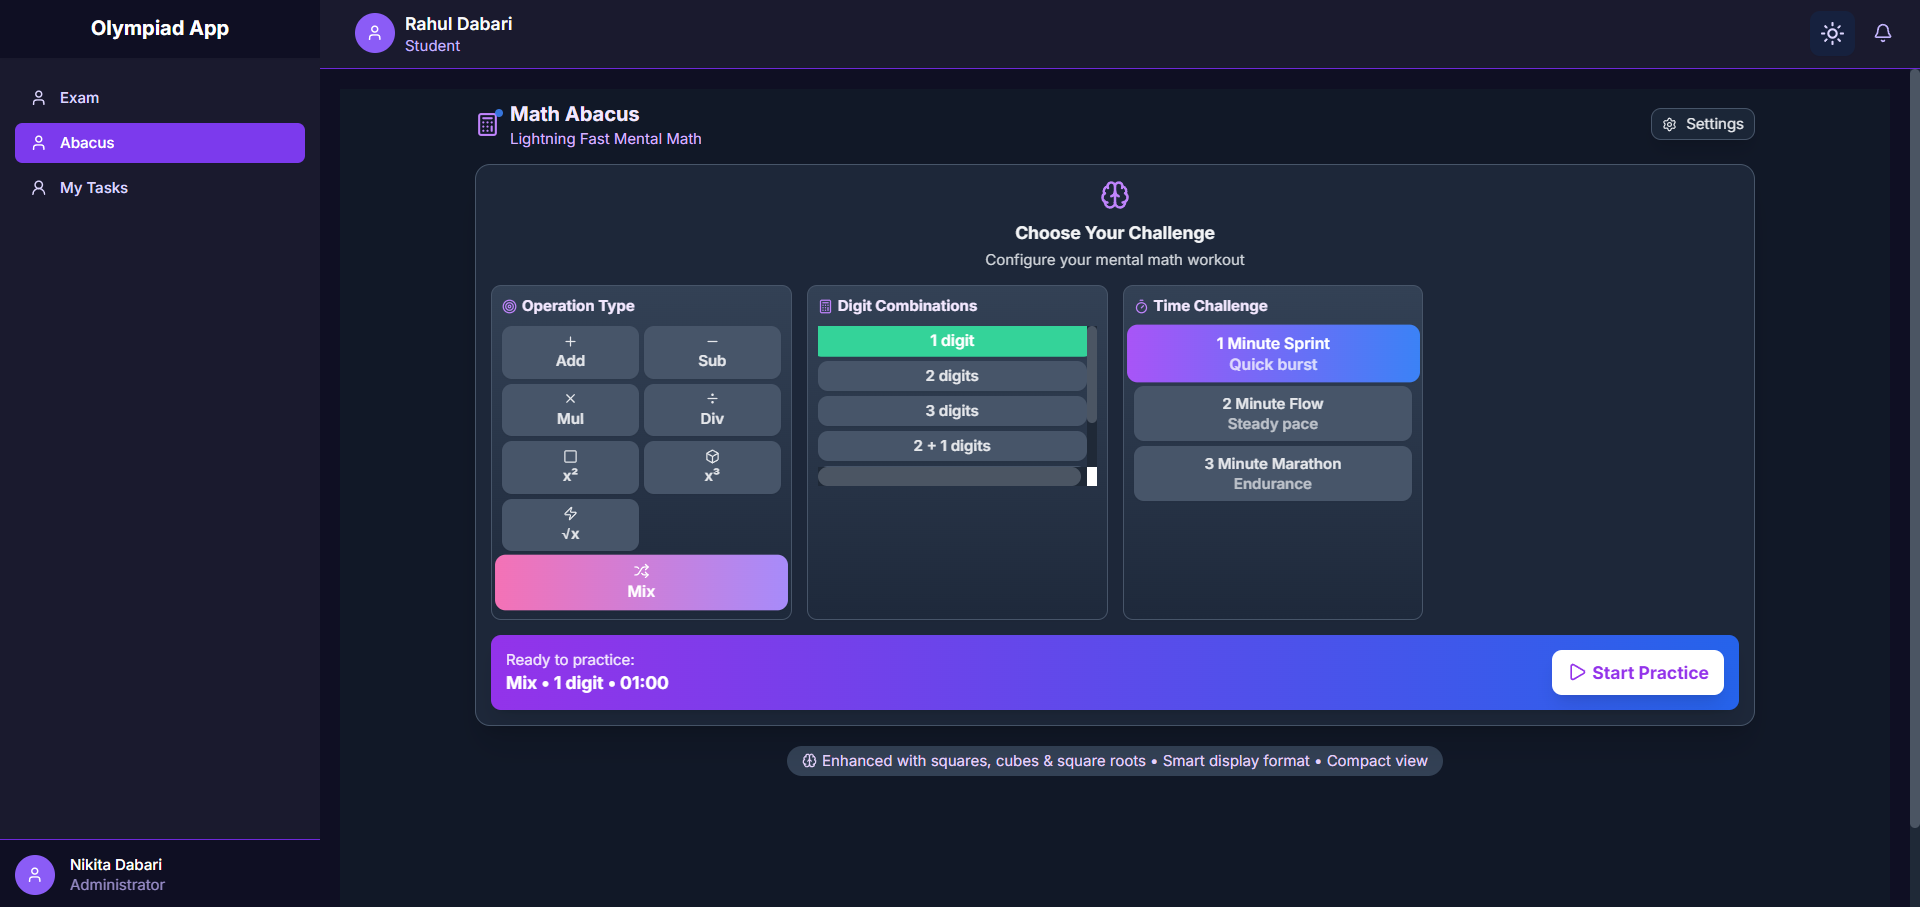 Olympiad App
Exam
Abacus
My Tasks
Nikita Dabari
Administrator
Rahul Dabari
Student
Math Abacus
Lightning Fast Mental Math
Settings
Choose Your Challenge
Configure your mental math workout
Operation Type
+
Add
−
Sub
×
Mul
÷
Div
x²
x³
√x
Mix
Digit Combinations
1 digit
2 digits
3 digits
2 + 1 digits
Time Challenge
1 Minute Sprint
Quick burst
2 Minute Flow
Steady pace
3 Minute Marathon
Endurance
Ready to practice:
Mix • 1 digit • 01:00
Start Practice
Enhanced with squares, cubes & square roots • Smart display format • Compact view